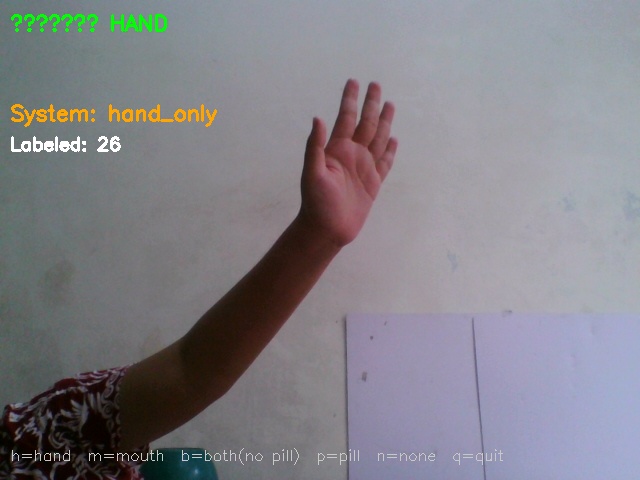 ??????? HAND
System: hand_only
Labeled: 26
h=hand m=mouth b=both(no pill) p=pill n=none q=quit